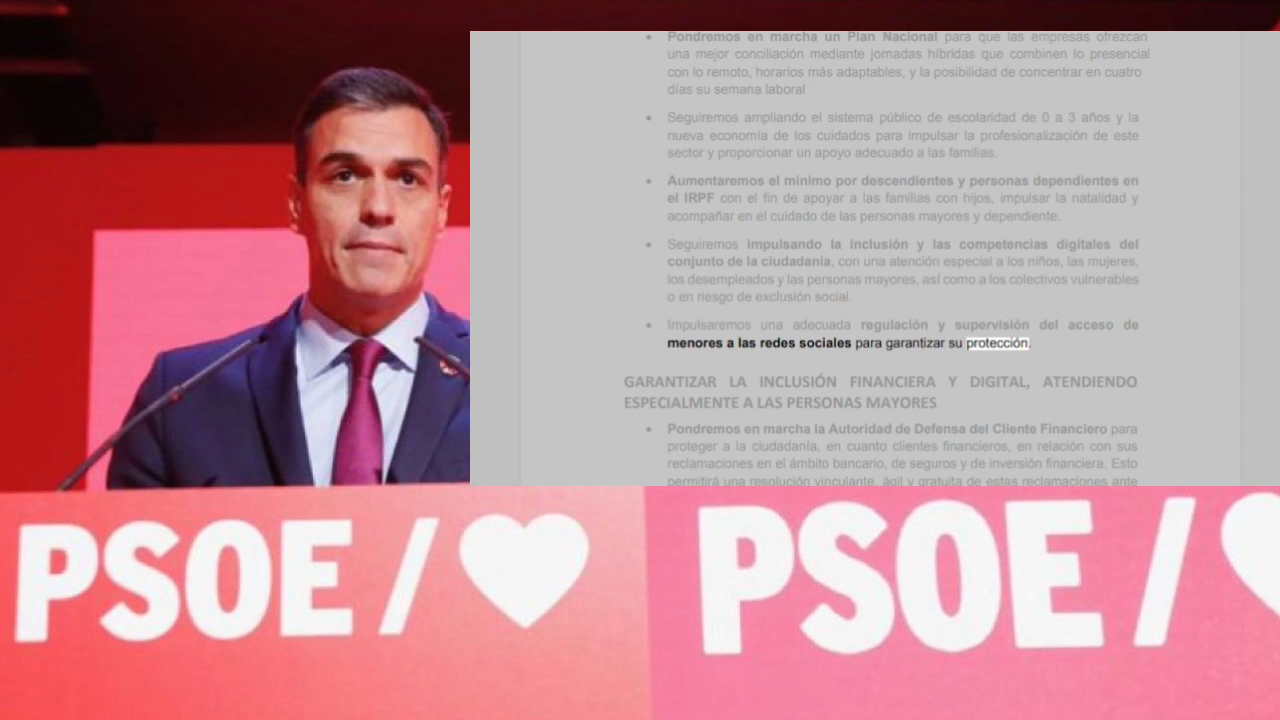 Pondremos en marcha un Plan Nacional para que las empresas ofrezcan
una mejor conciliación mediante jornadas híbridas que combinen lo presencial
con lo remoto, horarios más adaptables, y la posibilidad de concentrar en cuatro
días su semana laboral
Seguiremos ampliando el sistema público de escolaridad de 0 a 3 años y la
nueva economía de los cuidados para impulsar la profesionalización de este
sector y proporcionar un apoyo adecuado a las familias.
Aumentaremos el mínimo por descendientes y personas dependientes en
el IRPF con el fin de apoyar a las familias con hijos, impulsar la natalidad y
acompañar en el cuidado de las personas mayores y dependiente.
Seguiremos impulsando la inclusión y las competencias digitales del
conjunto de la ciudadanía, con una atención especial a los niños, las mujeres,
los desempleados y las personas mayores, así como a los colectivos vulnerables
o en riesgo de exclusión social.
Impulsaremos una adecuada regulación y supervisión del acceso de
menores a las redes sociales para garantizar su protección.
GARANTIZAR LA INCLUSIÓN FINANCIERA Y DIGITAL, ATENDIENDO
ESPECIALMENTE A LAS PERSONAS MAYORES
Pondremos en marcha la Autoridad de Defensa del Cliente Financiero para
proteger a la ciudadanía, en cuanto clientes financieros, en relación con sus
reclamaciones en el ámbito bancario, de seguros y de inversión financiera. Esto
permitirá una resolución vinculante, ágil y gratuita de estas reclamaciones ante
PSOE /
PSOE /